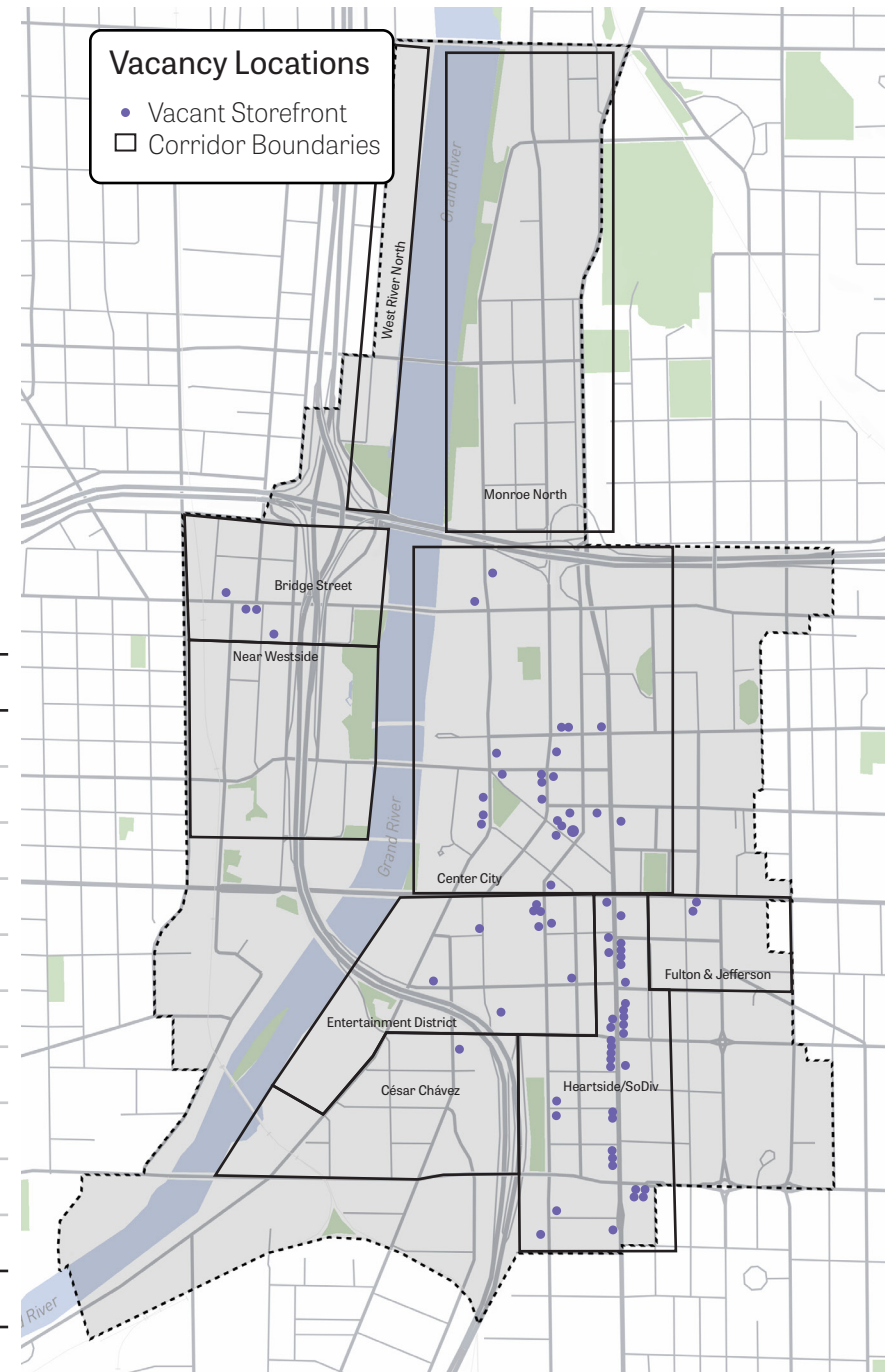 Vacancy Locations
Vacant Storefront
Corridor Boundaries
Grand River
West River North
Monroe North
Bridge Street
Near Westside
Grand River
Center City
Fulton & Jefferson
Entertainment District
César Chávez
Heartside/SoDiv
River